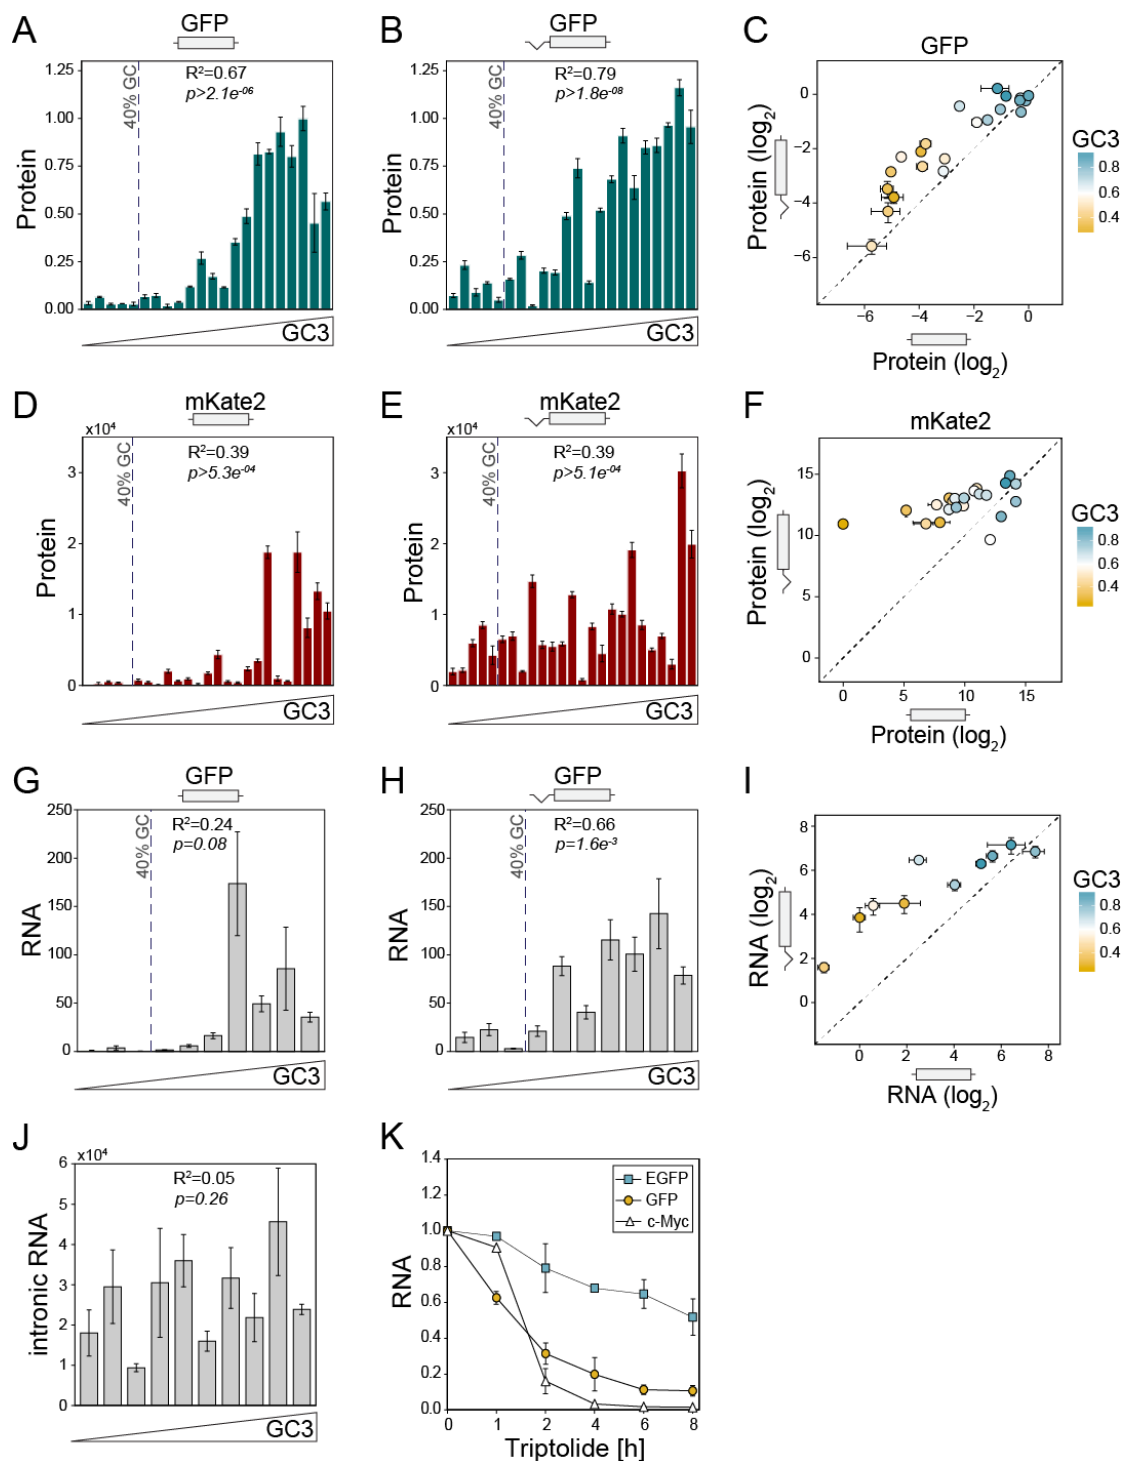 A
GFP
1.25
1.00
0.75
0.50
0.25
0.00
Protein
40% GC
R²=0.67
p>2.1e⁻⁰⁶
GC3
B
GFP
1.25
1.00
0.75
0.50
0.25
0.00
Protein
40% GC
R²=0.79
p>1.8e⁻⁰⁸
GC3
C
GFP
0
−2
−4
−6
Protein (log₂)
−6 −4 −2 0
Protein (log₂)
GC3
0.8
0.6
0.4
D
mKate2
x10⁴
3
2
1
0
Protein
40% GC
R²=0.39
p>5.3e⁻⁰⁴
GC3
E
mKate2
x10⁴
3
2
1
0
Protein
40% GC
R²=0.39
p>5.1e⁻⁰⁴
GC3
F
mKate2
15
10
5
0
Protein (log₂)
0 5 10 15
Protein (log₂)
GC3
0.8
0.6
0.4
G
GFP
250
200
150
100
50
0
RNA
40% GC
R²=0.24
p=0.08
GC3
H
GFP
250
200
150
100
50
0
RNA
40% GC
R²=0.66
p=1.6e⁻³
GC3
I
8
6
4
2
0
RNA (log₂)
0 2 4 6 8
RNA (log₂)
GC3
0.8
0.6
0.4
J
x10⁴
6
5
4
3
2
1
0
intronic RNA
R²=0.05
p=0.26
GC3
K
1.4
1.2
1.0
0.8
0.6
0.4
0.2
0.0
RNA
EGFP
GFP
c-Myc
0 1 2 4 6 8
Triptolide [h]